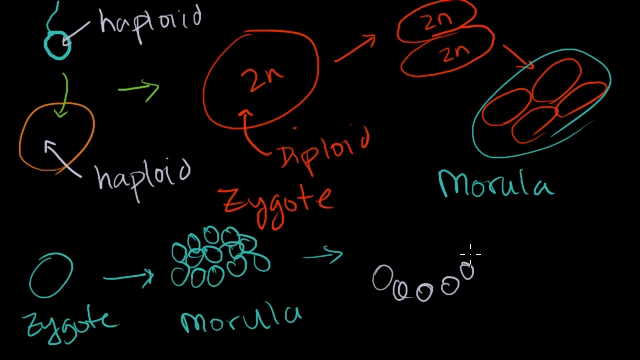 haploid
2n
2n
2n
Diploid
haploid
Zygote
Morula
Zygote
Morula